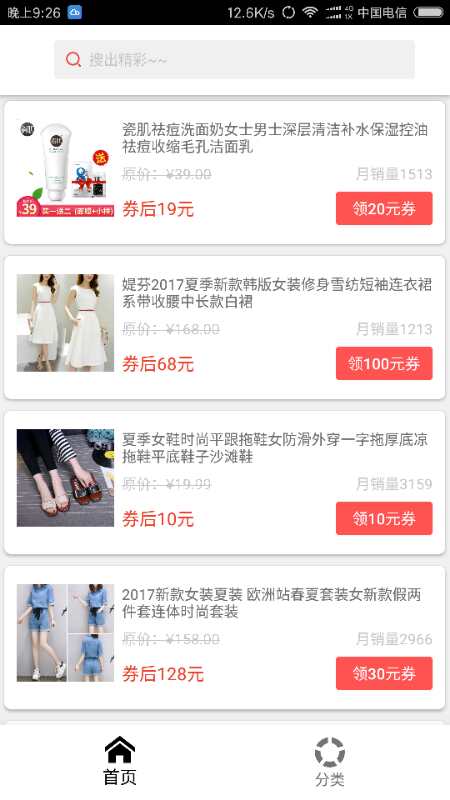 晚上9:26
12.6K/s
4G
1X
中国电信
搜出精彩~~
瓷肌祛痘洗面奶女士男士深层清洁补水保湿控油
祛痘收缩毛孔洁面乳
送
39
买一送二
原价：¥39.00
月销量1513
券后19元
领20元券
媞芬2017夏季新款韩版女装修身雪纺短袖连衣裙
系带收腰中长款白裙
原价：¥168.00
月销量1213
券后68元
领100元券
夏季女鞋时尚平跟拖鞋女防滑外穿一字拖厚底凉
拖鞋平底鞋子沙滩鞋
原价：¥19.99
月销量3159
券后10元
领10元券
2017新款女装夏装 欧洲站春夏套装女新款假两
件套连体时尚套装
原价：¥158.00
月销量2966
券后128元
领30元券
首页
分类